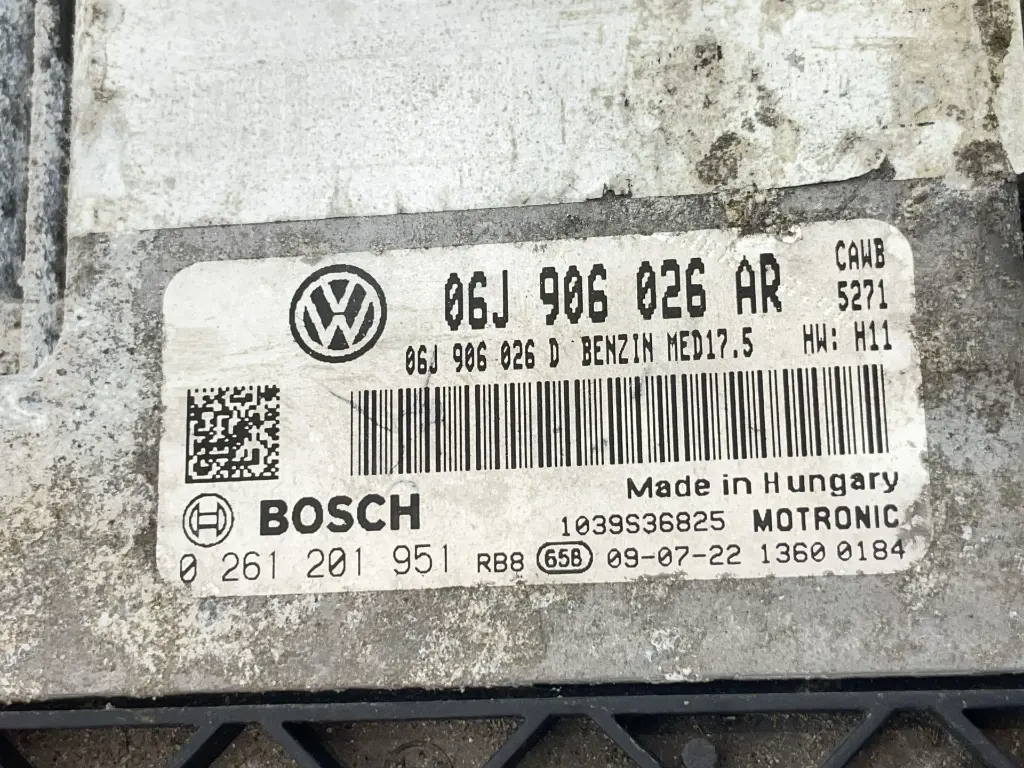 06J 906 026 AR CAWB
5271
06J 906 026 D BENZIN MED17.5 HW: H11
Made in Hungary
BOSCH 1039S36825 MOTRONIC
0 261 201 951 RB8 65B 09-07-22 1360 0184